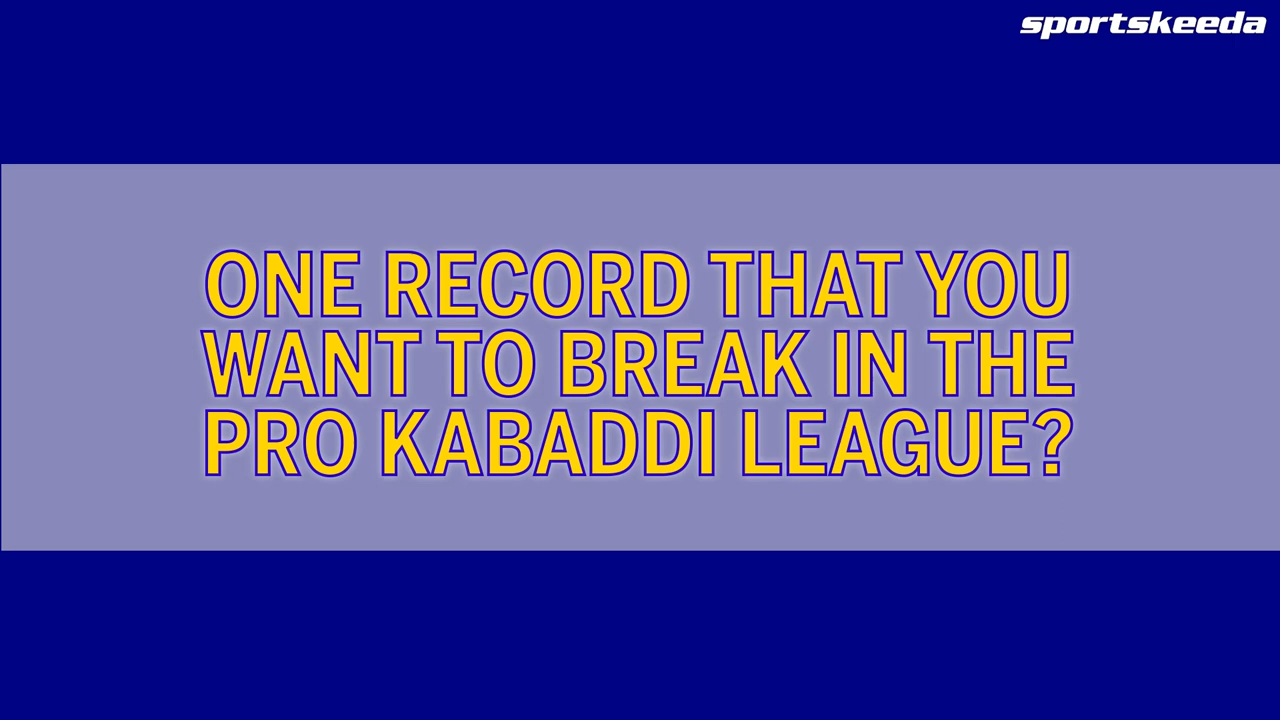 sportskeeda
ONE RECORD THAT YOU
WANT TO BREAK IN THE
PRO KABADDI LEAGUE?